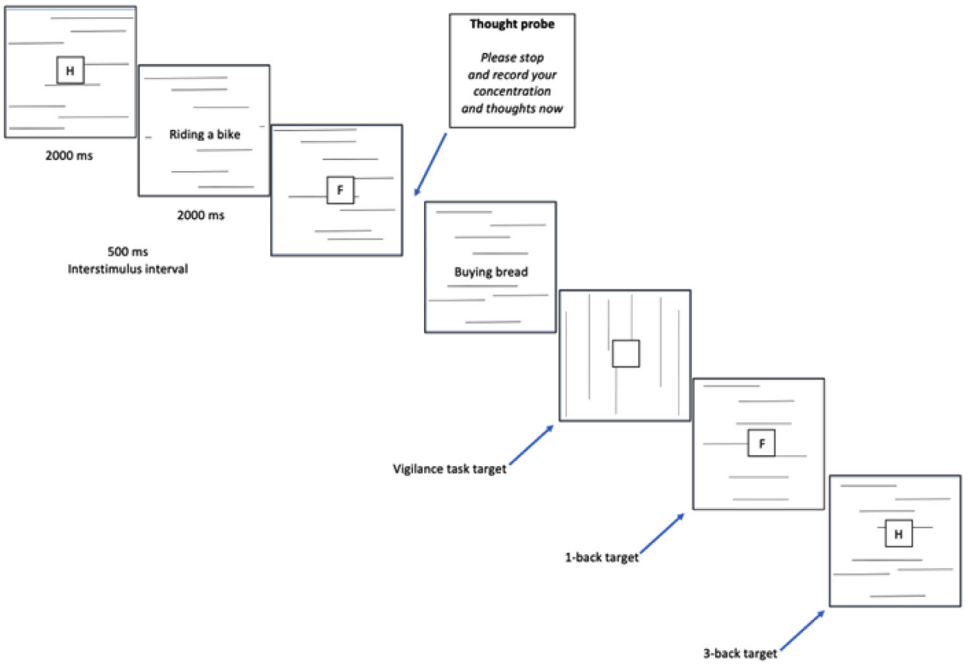 H
2000 ms
Riding a bike
2000 ms
500 ms
Interstimulus interval
F
Thought probe
Please stop
and record your
concentration
and thoughts now
Buying bread
Vigilance task target
F
1-back target
H
3-back target